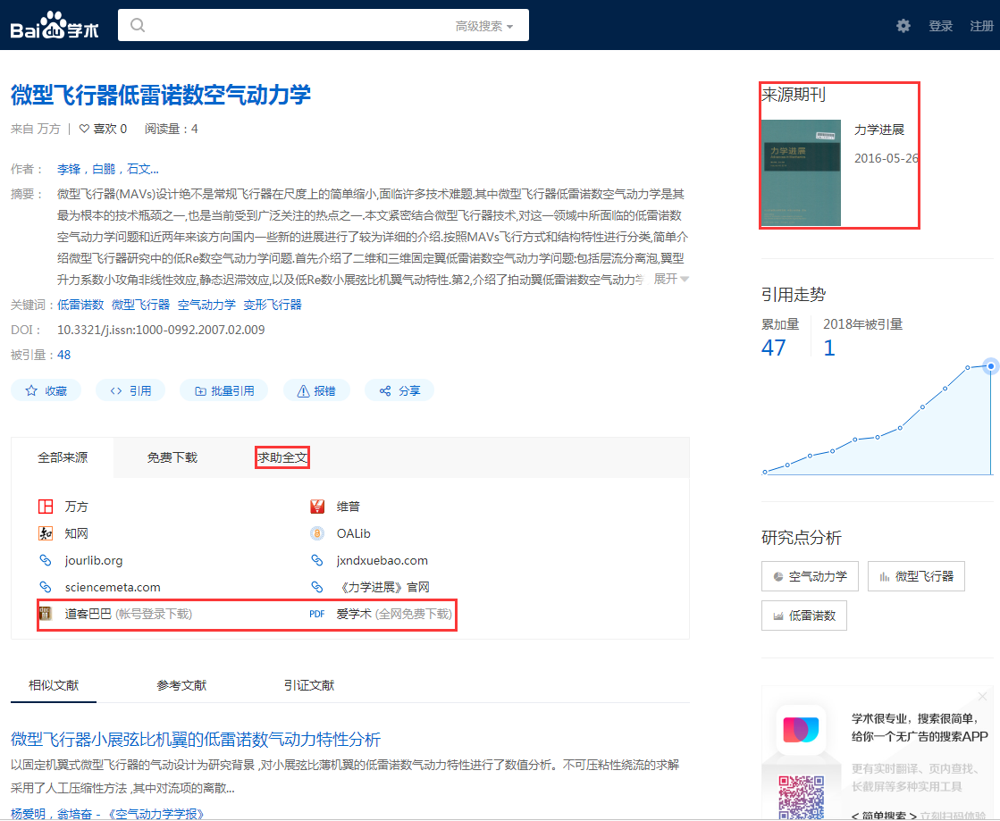 Bai du 学术
高级搜索
登录
注册
微型飞行器低雷诺数空气动力学
来自 万方 | 喜欢 0 阅读量：4
作者： 李锋，白鹏，石文...
摘要： 微型飞行器(MAVs)设计绝不是常规飞行器在尺度上的简单缩小,面临许多技术难题.其中微型飞行器低雷诺数空气动力学是其
最为根本的技术瓶颈之一,也是当前受到广泛关注的热点之一.本文紧密结合微型飞行器技术,对这一领域中所面临的低雷诺数
空气动力学问题和近两年来该方向国内一些新的进展进行了较为详细的介绍.按照MAVs飞行方式和结构特性进行分类,简单介
绍微型飞行器研究中的低Re数空气动力学问题.首先介绍了二维和三维固定翼低雷诺数空气动力学问题:包括层流分离泡,翼型
升力系数小攻角非线性效应,静态迟滞效应,以及低Re数小展弦比机翼气动特性.第2,介绍了拍动翼低雷诺数空气动力学 展开
关键词：低雷诺数 微型飞行器 空气动力学 变形飞行器
DOI： 10.3321/j.issn:1000-0992.2007.02.009
被引量：48
收藏
引用
批量引用
报错
分享
全部来源
免费下载
求助全文
万方
维普
知网
OALib
jourlib.org
jxndxuebao.com
sciencemeta.com
《力学进展》官网
道客巴巴 (帐号登录下载)
PDF 爱学术 (全网免费下载)
相似文献
参考文献
引证文献
微型飞行器小展弦比机翼的低雷诺数气动力特性分析
以固定机翼式微型飞行器的气动设计为研究背景 ,对小展弦比薄机翼的低雷诺数气动力特性进行了数值分析。不可压粘性绕流的求解
采用了人工压缩性方法 ,其中对流项的离散...
杨爱明，翁培奋 - 《空气动力学学报》
来源期刊
力学进展
力学进展
2016-05-26
引用走势
累加量
2018年被引量
47
1
研究点分析
空气动力学
微型飞行器
低雷诺数
学术很专业，搜索很简单，
给你一个无广告的搜索APP
更有实时翻译、页内查找、
长截屏等多种实用工具
< 简单搜索 > 立刻扫码体验